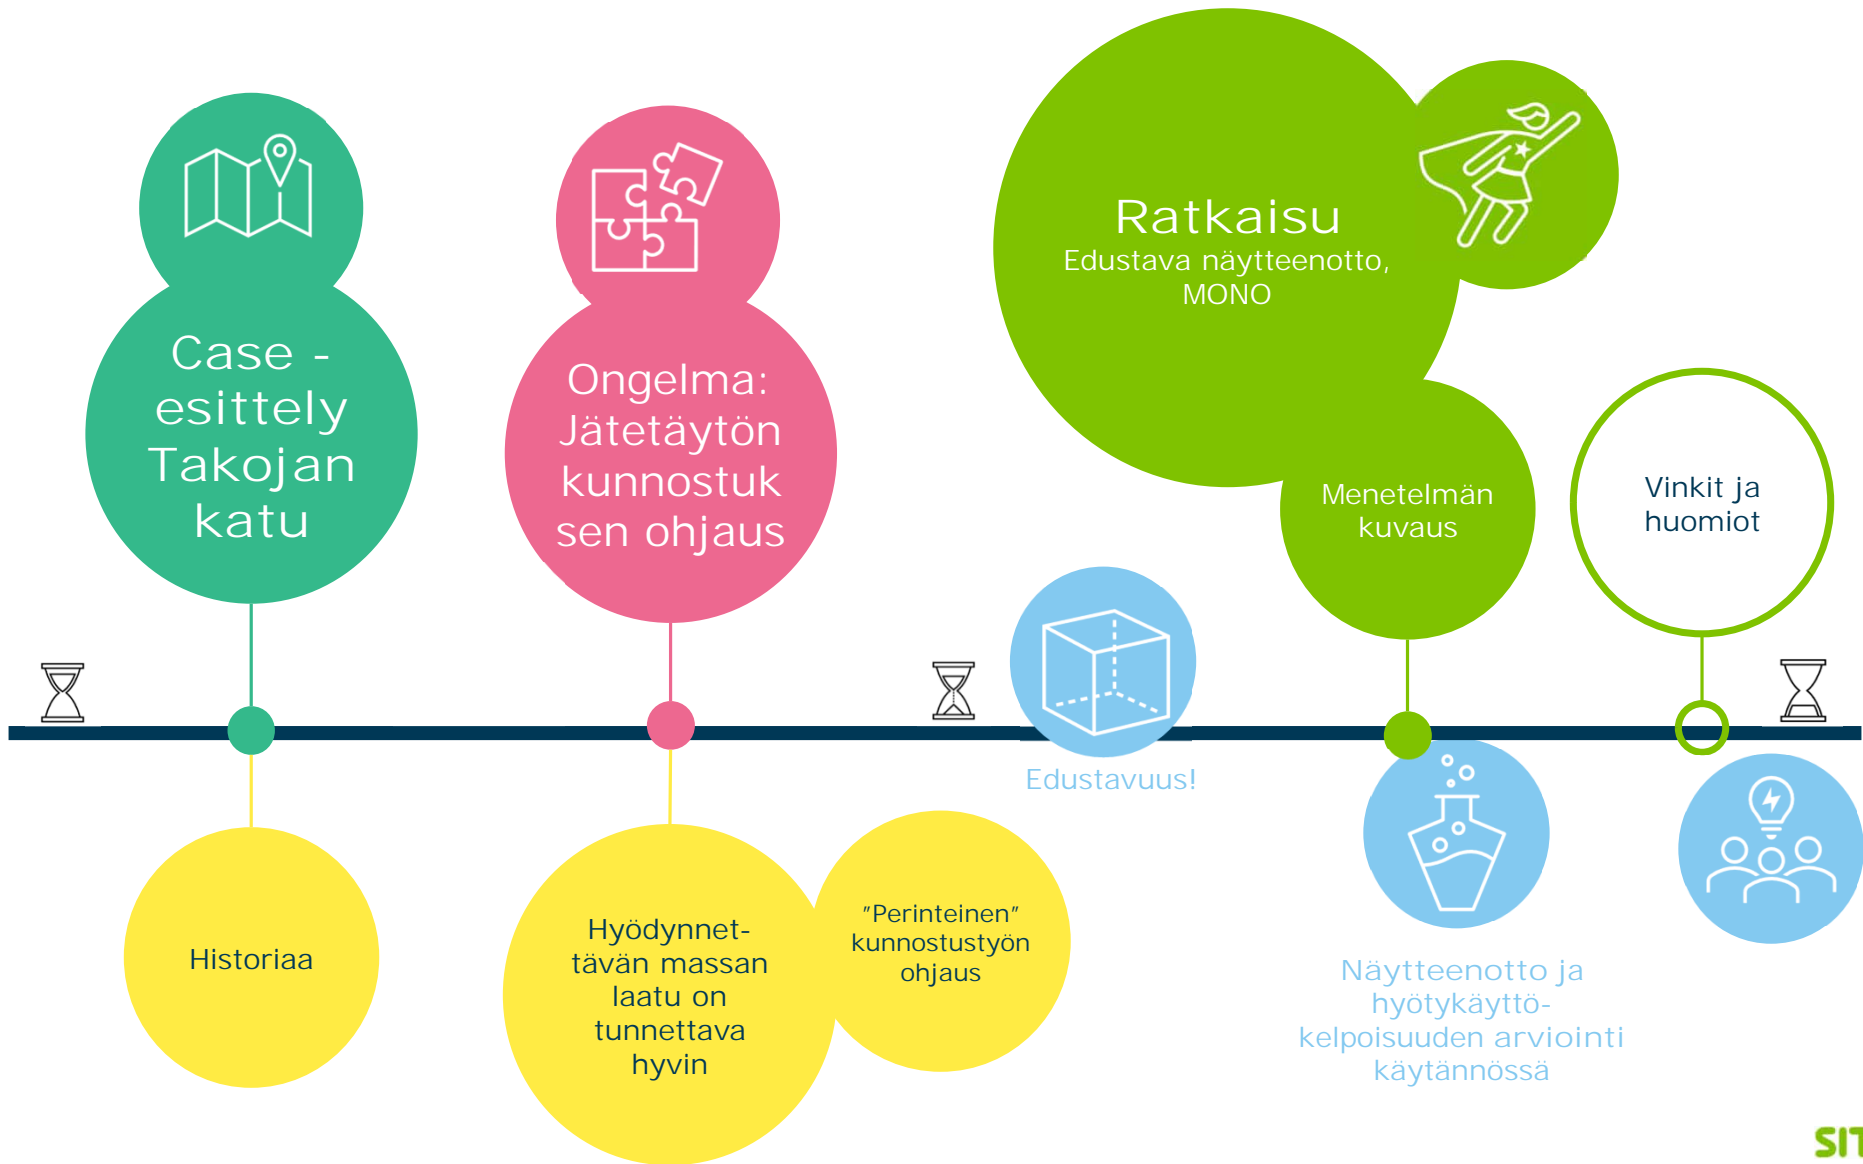 Case -
esittely
Takojan
katu
Ongelma:
Jätetäytön
kunnostuk
sen ohjaus
Ratkaisu
Edustava näytteenotto,
MONO
Menetelmän
kuvaus
Vinkit ja
huomiot
Edustavuus!
Historiaa
Hyödynnet-
tävän massan
laatu on
tunnettava
hyvin
"Perinteinen"
kunnostustyön
ohjaus
Näytteenotto ja
hyötykäyttö-
kelpoisuuden arviointi
käytännössä